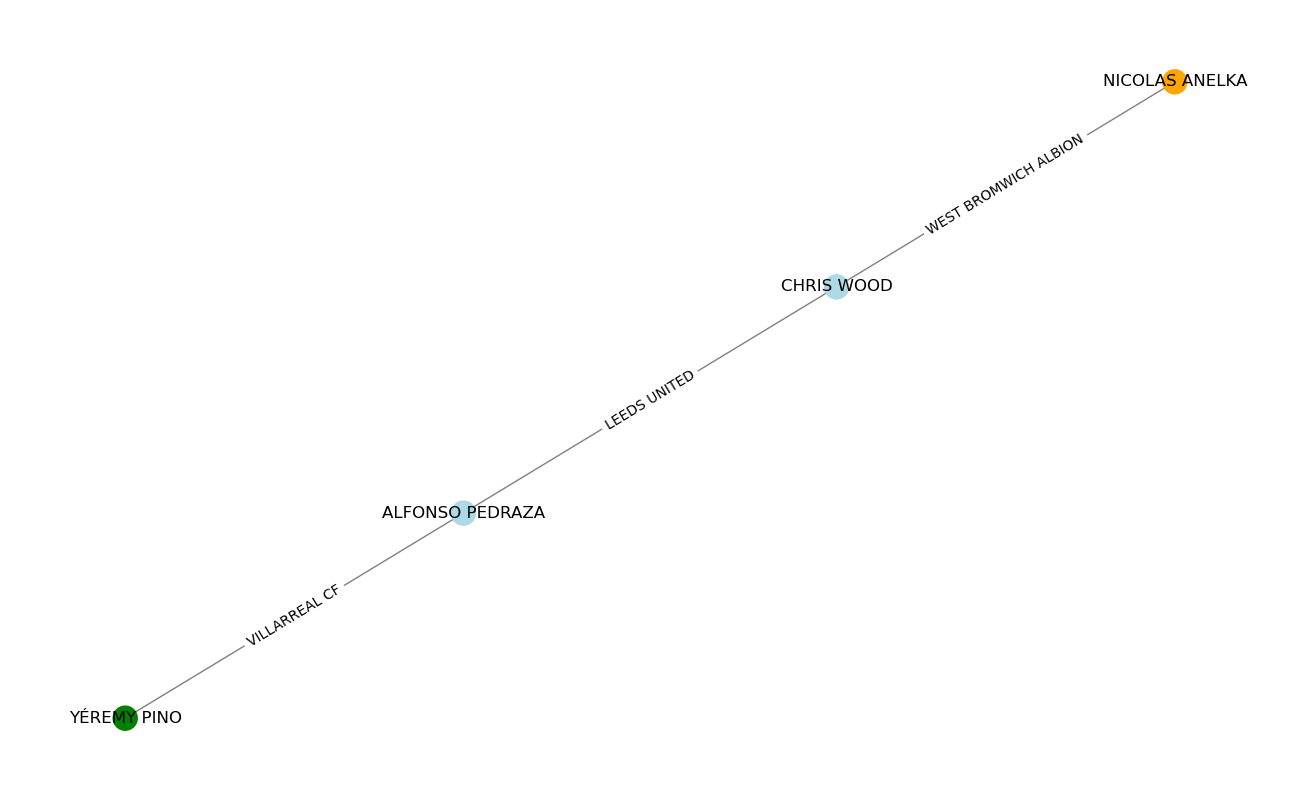 NICOLAS ANELKA
WEST BROMWICH ALBION
CHRIS WOOD
LEEDS UNITED
ALFONSO PEDRAZA
VILLARREAL CF
YÉREMY PINO